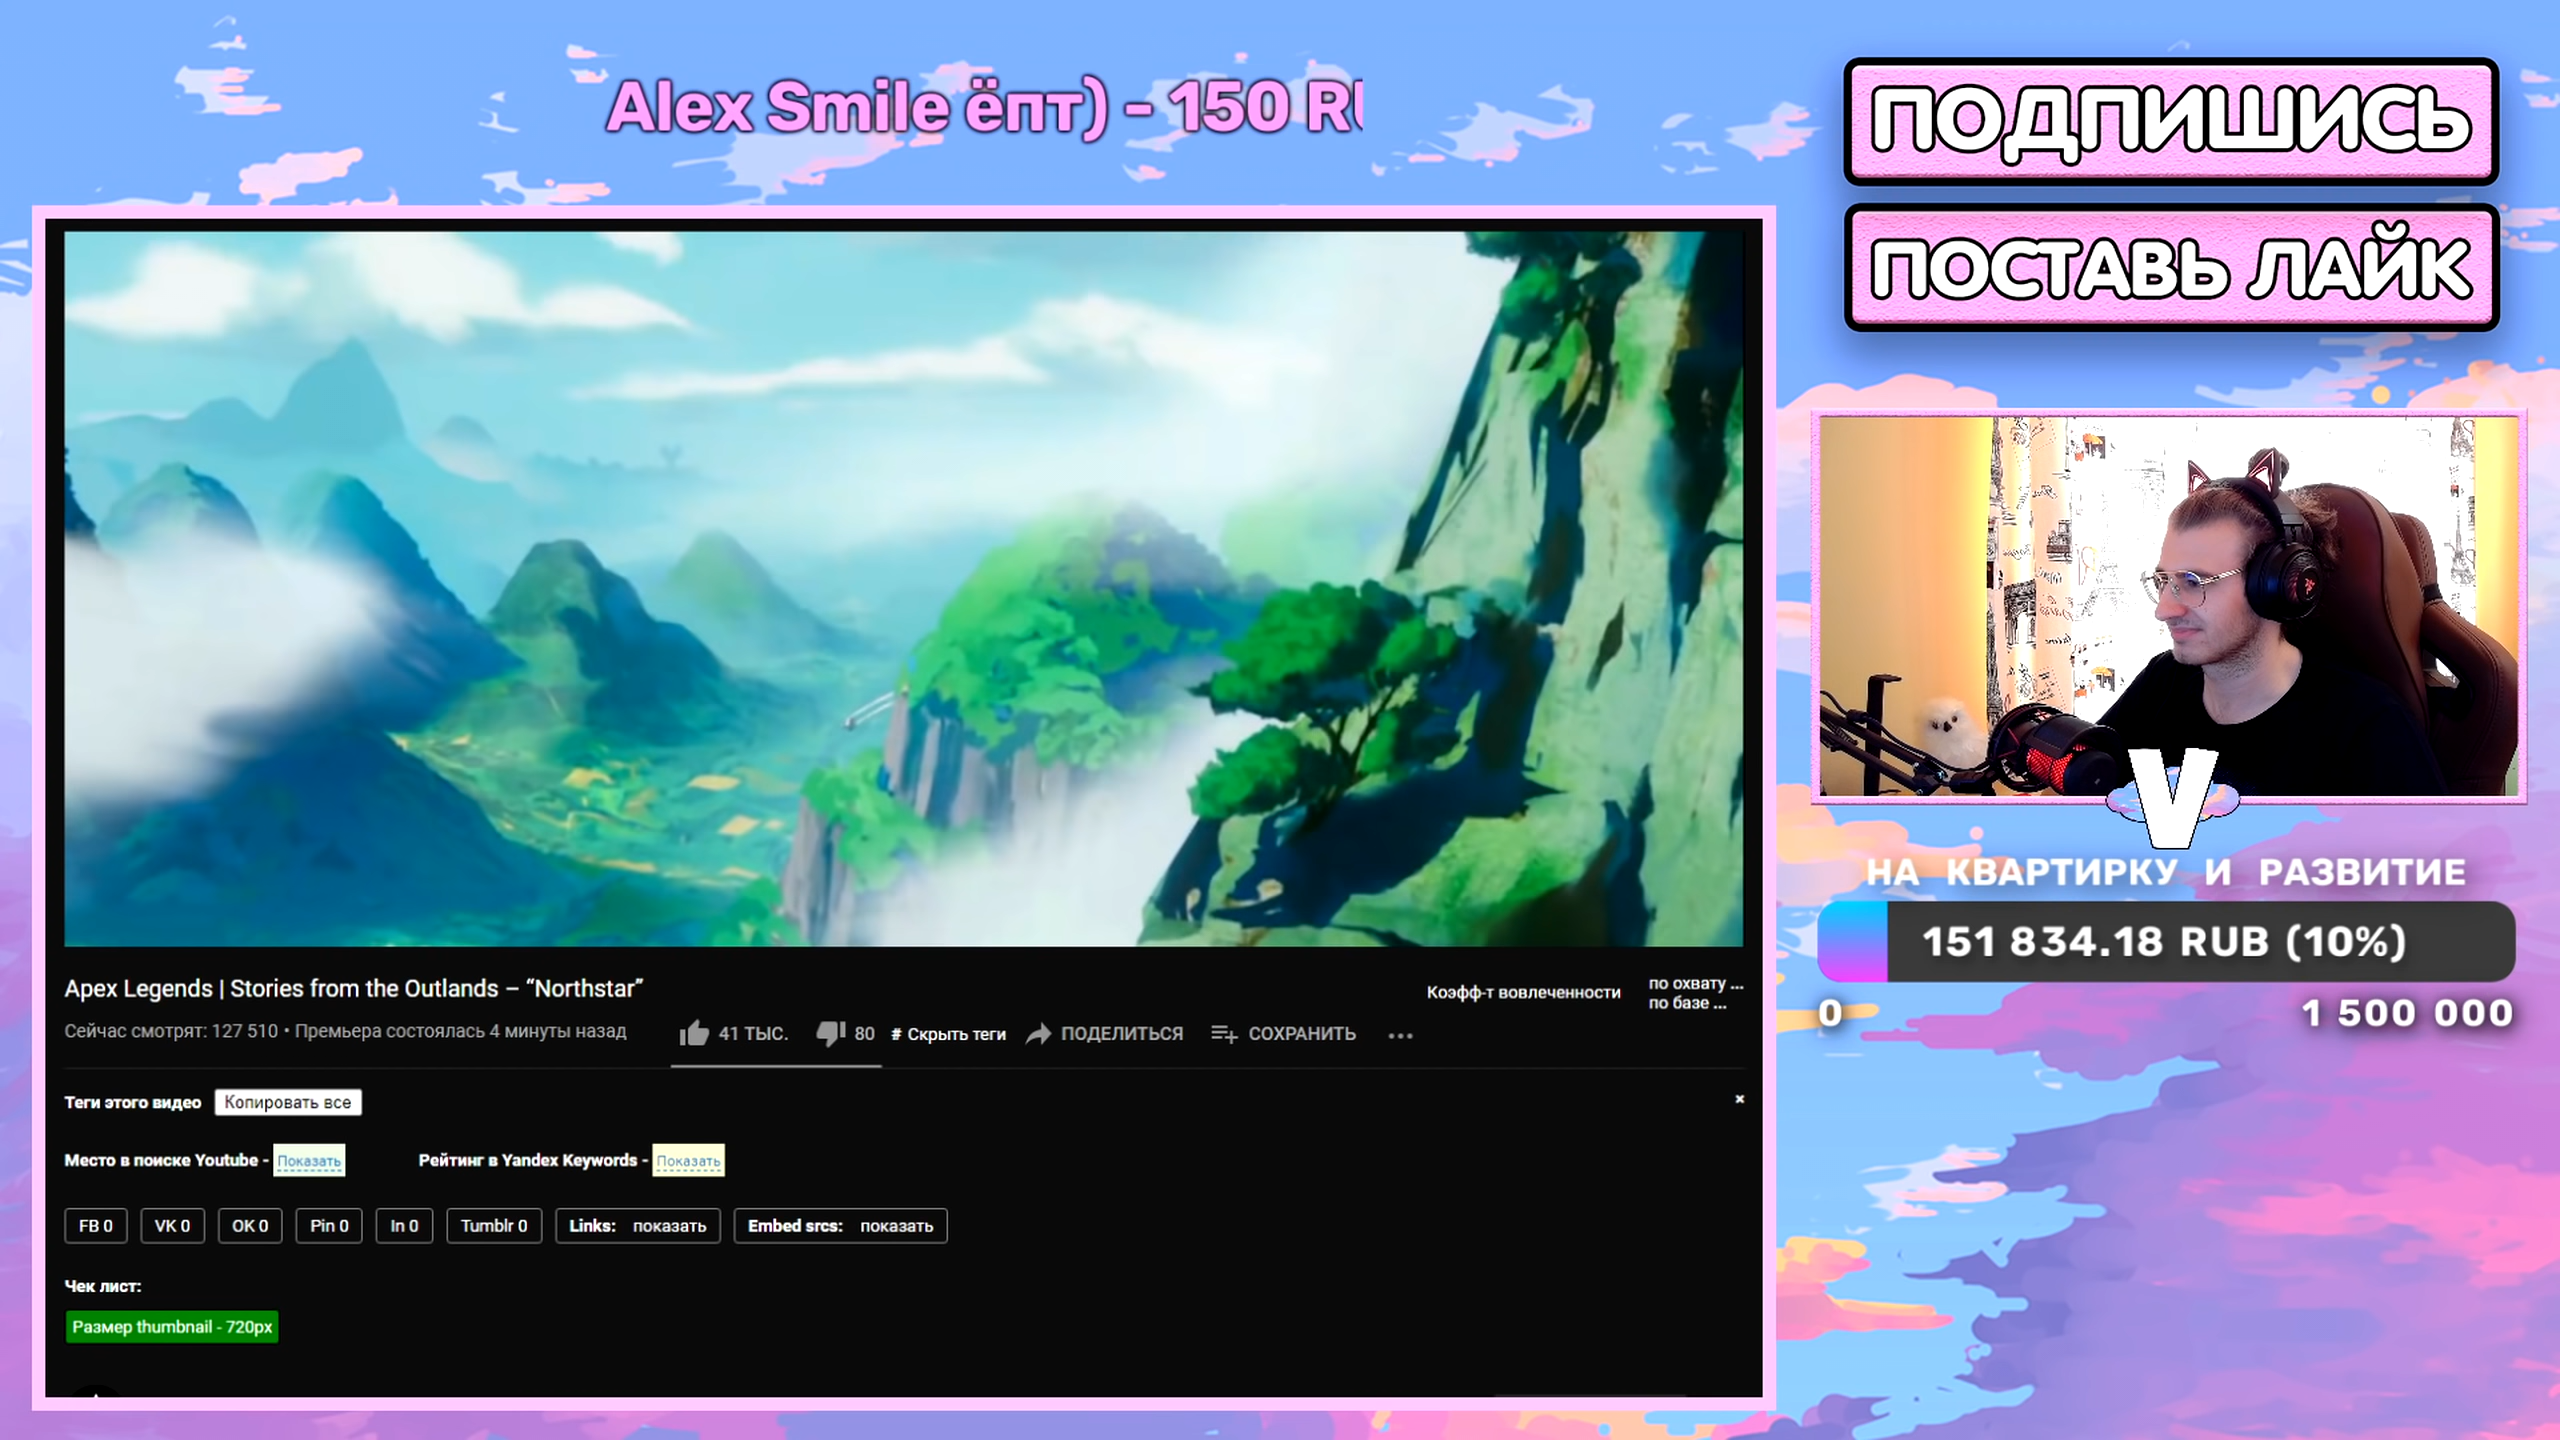 Alex Smile ёпт) - 150 R
ПОДПИШИСЬ
ПОСТАВЬ ЛАЙК
V
НА КВАРТИРКУ И РАЗВИТИЕ
151 834.18 RUB (10%)
0 1 500 000
Apex Legends | Stories from the Outlands – “Northstar”
Коэфф-т вовлеченности
по охвату ...
по базе ...
Сейчас смотрят: 127 510 • Премьера состоялась 4 минуты назад
41 ТЫС. 80 # Скрыть теги ПОДЕЛИТЬСЯ СОХРАНИТЬ ...
Теги этого видео Копировать все ×
Место в поиске Youtube - Показать Рейтинг в Yandex Keywords - Показать
FB 0 VK 0 OK 0 Pin 0 In 0 Tumblr 0 Links: показать Embed srcs: показать
Чек лист:
Размер thumbnail - 720px